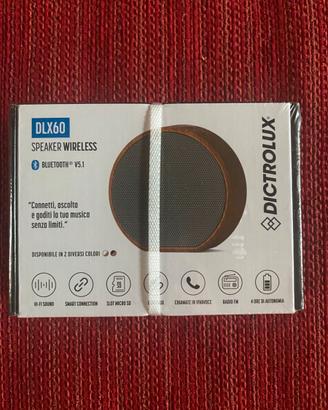 DLX60
SPEAKER WIRELESS
BLUETOOTH® V5.1
"Connetti, ascolta
e goditi la tua musica
senza limiti."
DISPONIBILE IN 2 DIVERSI COLORI
DICTROLUX
HI-FI SOUND
SMART CONNECTION
SLOT MICRO SD
CHIAMATE IN VIVAVOCE
RADIO FM
4 ORE DI AUTONOMIA